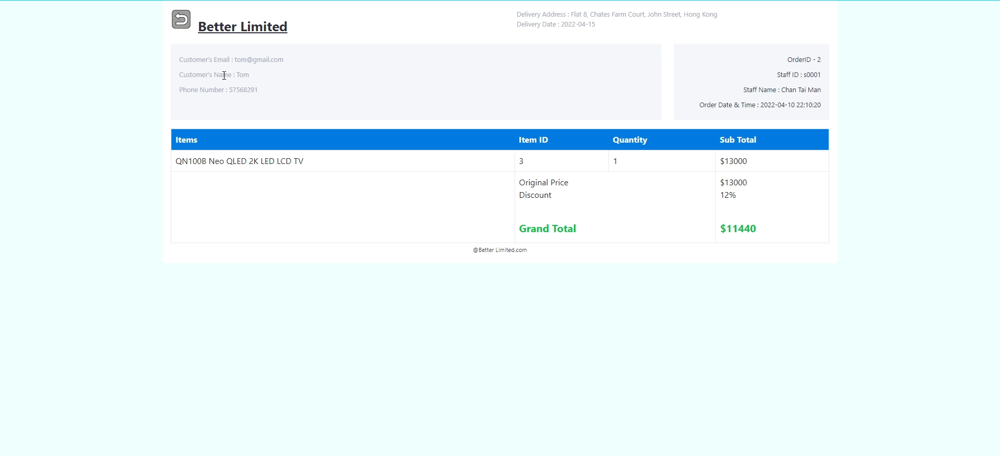 Better Limited
Delivery Address : Flat 8, Chates Farm Court, John Street, Hong Kong
Delivery Date : 2022-04-15
Customer's Email : tom@gmail.com
Customer's Name : Tom
Phone Number : 57568291
OrderID - 2
Staff ID : s0001
Staff Name : Chan Tai Man
Order Date & Time : 2022-04-10 22:10:20
Items Item ID Quantity Sub Total
QN100B Neo QLED 2K LED LCD TV 3 1 $13000
Original Price $13000
Discount 12%
Grand Total $11440
@Better Limited.com